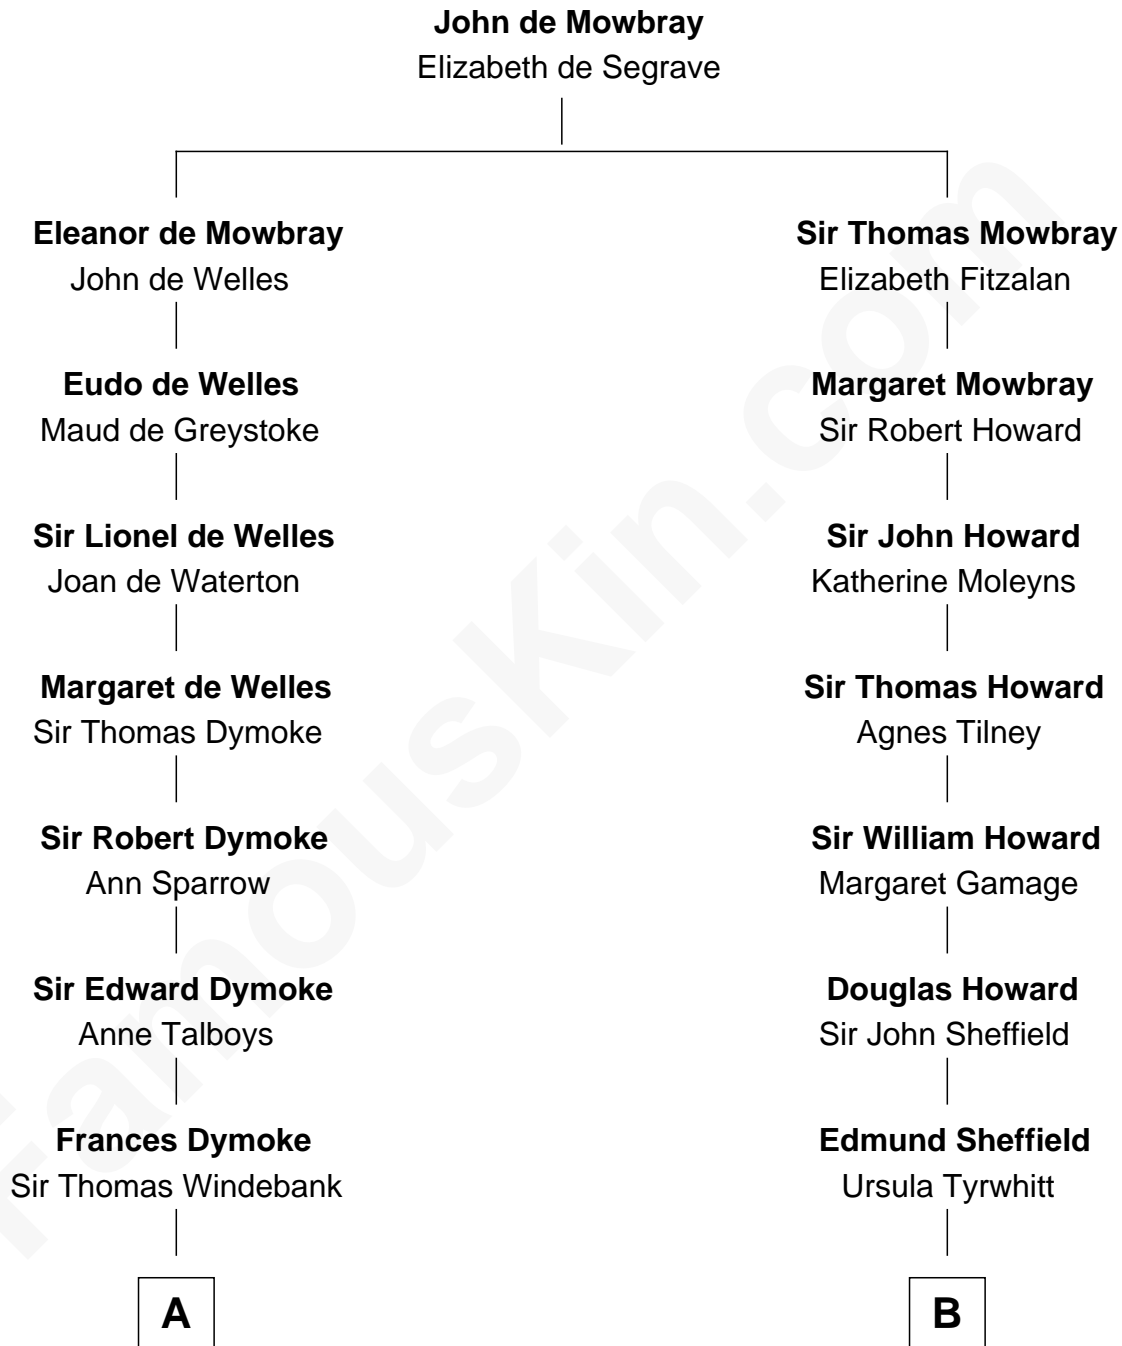 John de Mowbray
Elizabeth de Segrave
Eleanor de Mowbray
John de Welles
Sir Thomas Mowbray
Elizabeth Fitzalan
Eudo de Welles
Maud de Greystoke
Margaret Mowbray
Sir Robert Howard
Sir Lionel de Welles
Joan de Waterton
Sir John Howard
Katherine Moleyns
Margaret de Welles
Sir Thomas Dymoke
Sir Thomas Howard
Agnes Tilney
Sir Robert Dymoke
Ann Sparrow
Sir William Howard
Margaret Gamage
Sir Edward Dymoke
Anne Talboys
Douglas Howard
Sir John Sheffield
Frances Dymoke
Sir Thomas Windebank
Edmund Sheffield
Ursula Tyrwhitt
A
B
FamousKin.com